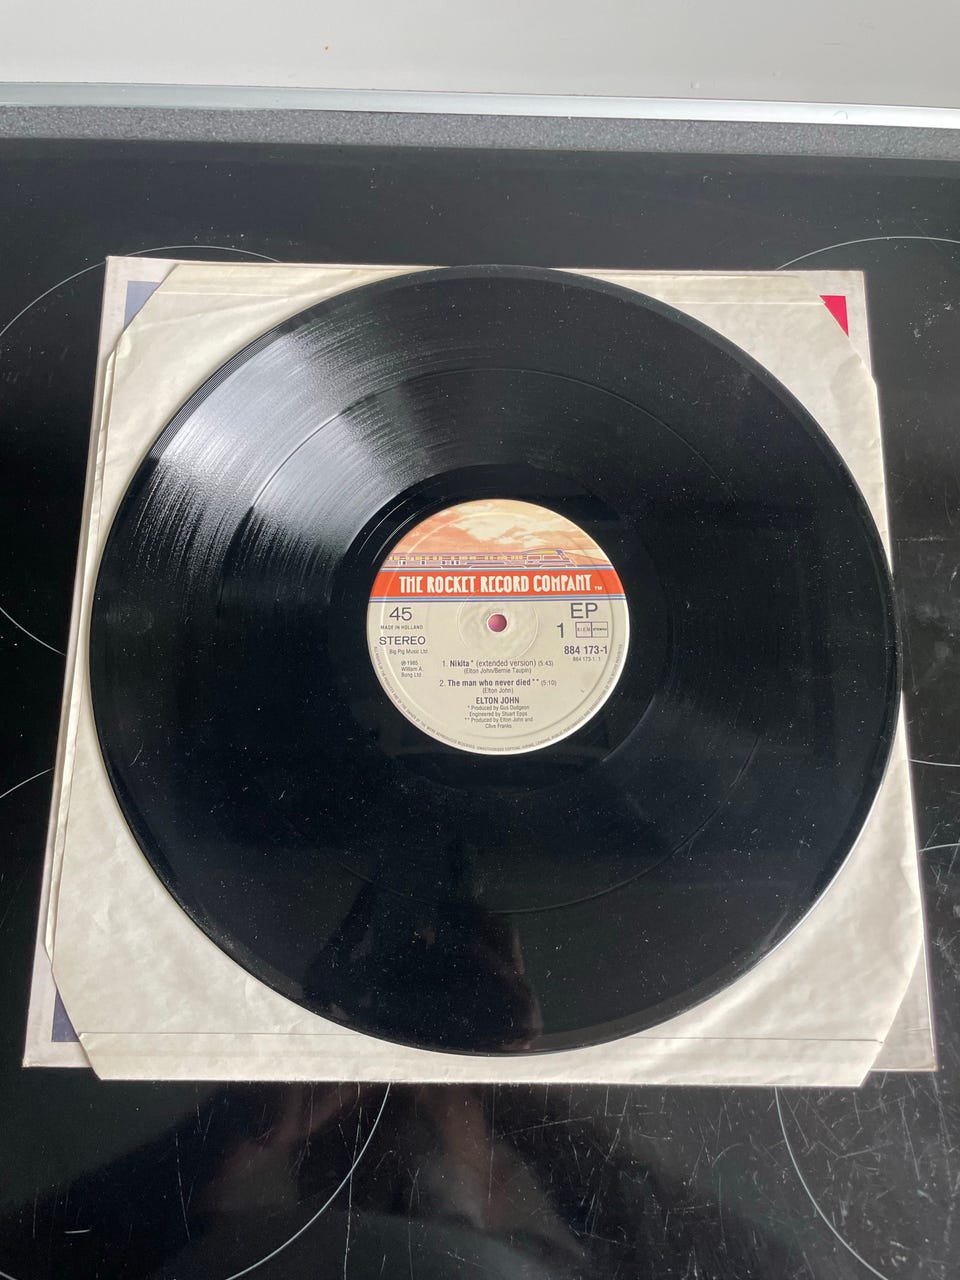 THE ROCKET RECORD COMPANY TM
45
EP
MADE IN HOLLAND
1
STEMRA
STEREO
884 173-1
Big Pig Music Ltd.
884 173-1. 1
℗ 1985
William A.
Bong Ltd.
1. Nikita * (extended version) (5:43)
(Elton John/Bernie Taupin)
2. The man who never died ** (5:10)
(Elton John)
ELTON JOHN
* Produced by Gus Dudgeon
Engineered by Stuart Epps
** Produced by Elton John and
Clive Franks